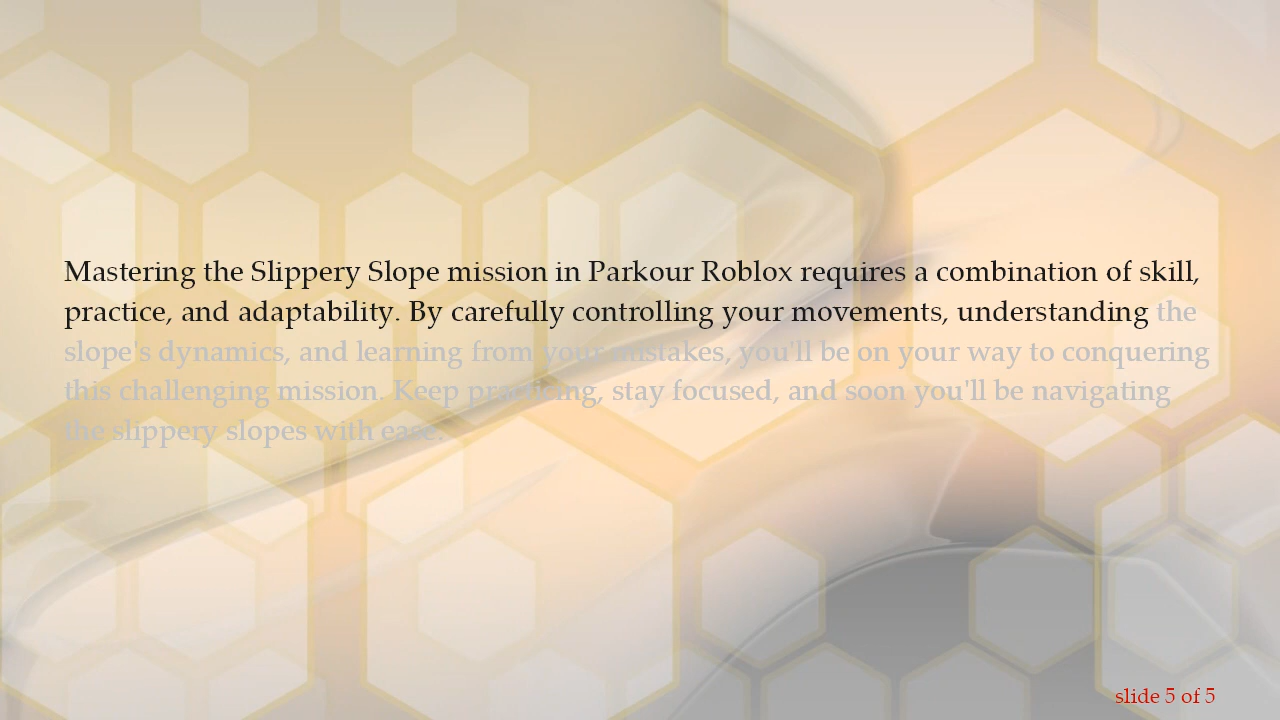 Mastering the Slippery Slope mission in Parkour Roblox requires a combination of skill,
practice, and adaptability. By carefully controlling your movements, understanding the
slope's dynamics, and learning from your mistakes, you'll be on your way to conquering
this challenging mission. Keep practicing, stay focused, and soon you'll be navigating
the slippery slopes with ease.
slide 5 of 5